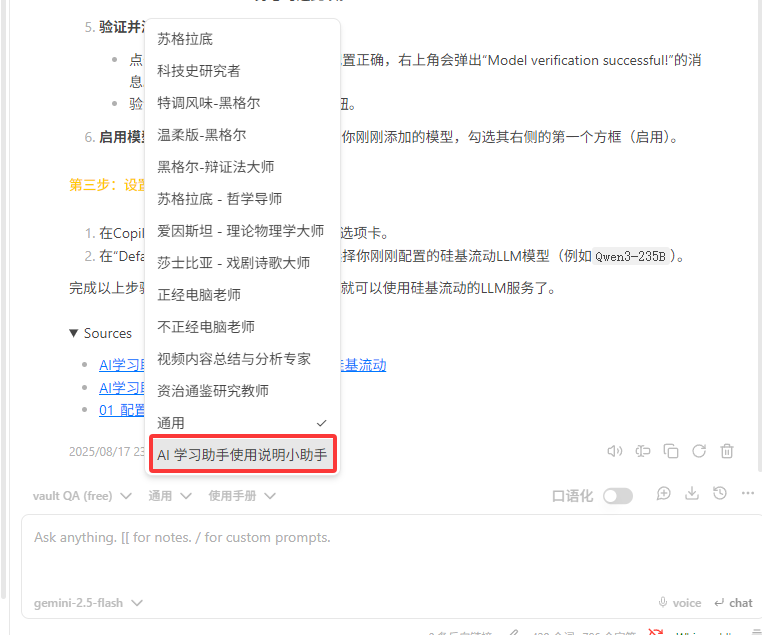 5. 验证并
苏格拉底
点
置正确，右上角会弹出“Model verification successful!”的消
科技史研究者
息
特调风味-黑格尔
验
钮。
温柔版-黑格尔
6. 启用模
你刚刚添加的模型，勾选其右侧的第一个方框（启用）。
黑格尔-辩证法大师
第三步：设置
苏格拉底 - 哲学导师
1. 在Copil
选项卡。
爱因斯坦 - 理论物理学大师
2. 在“Defa
择你刚刚配置的硅基流动LLM模型（例如 Qwen3-235B ）。
莎士比亚 - 戏剧诗歌大师
完成以上步
就可以使用硅基流动的LLM服务了。
正经电脑老师
Sources
不正经电脑老师
AI学习
硅基流动
视频内容总结与分析专家
AI学习
资治通鉴研究教师
01_配置
通用
2025/08/17 23
AI 学习助手使用说明小助手
vault QA (free) 通用 使用手册 口语化
Ask anything. [[ for notes. / for custom prompts.
gemini-2.5-flash voice chat